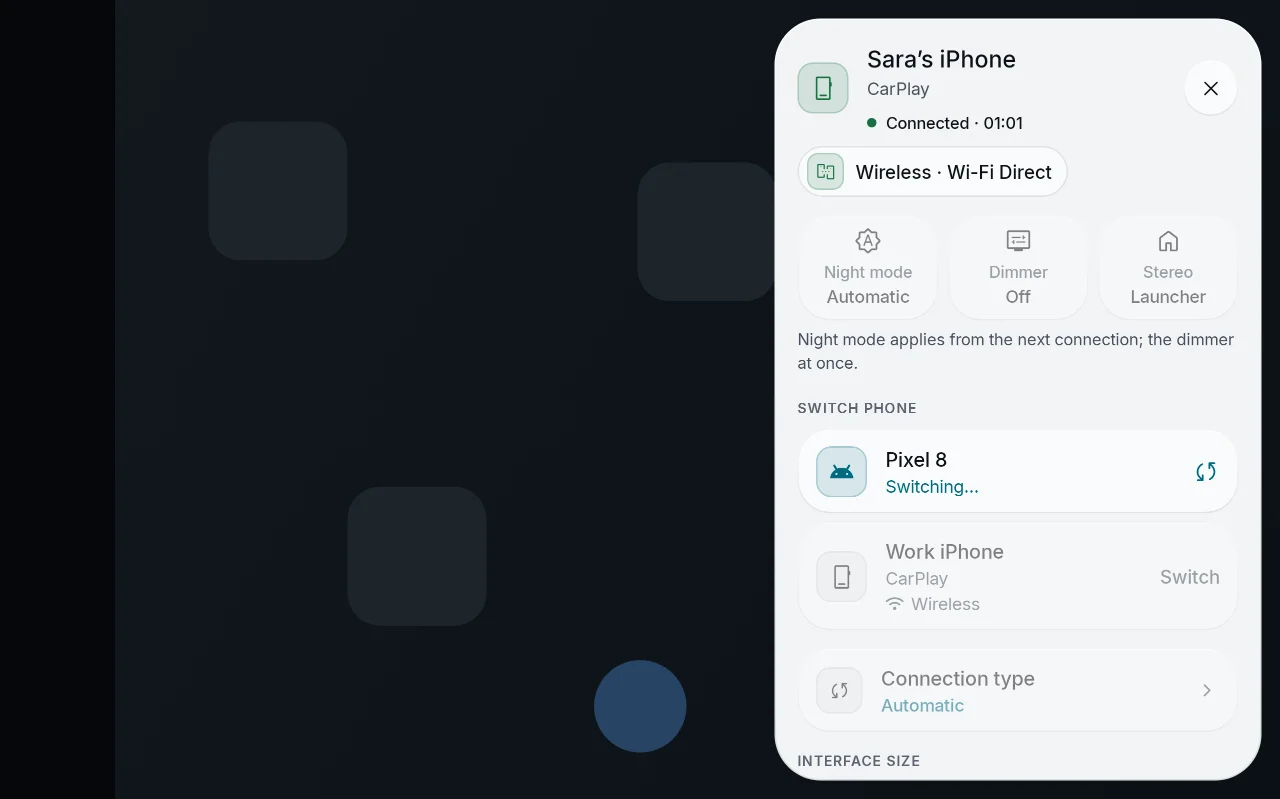 Sara’s iPhone
CarPlay
Connected · 01:01
Wireless · Wi-Fi Direct
Night mode
Automatic
Dimmer
Off
Stereo
Launcher
Night mode applies from the next connection; the dimmer
at once.
SWITCH PHONE
Pixel 8
Switching…
Work iPhone
CarPlay
Wireless
Switch
Connection type
Automatic
INTERFACE SIZE